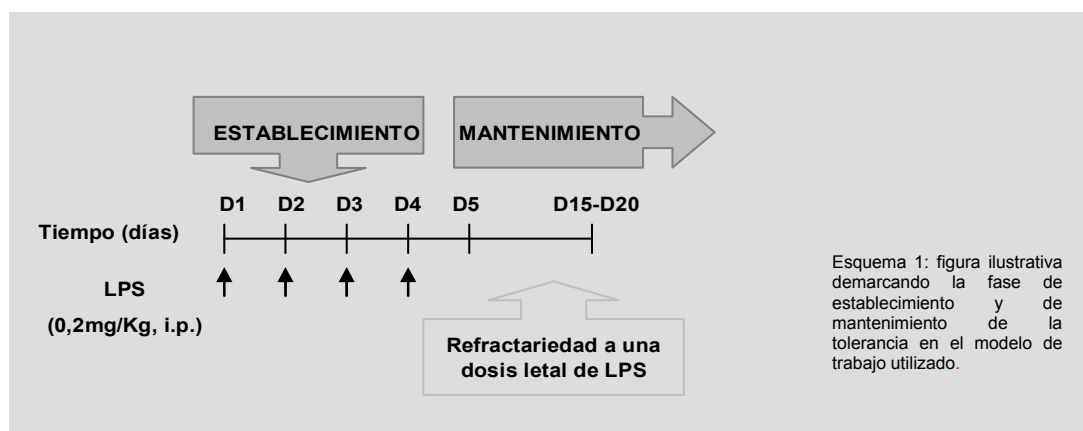 ESTABLECIMIENTO MANTENIMIENTO
D1 D2 D3 D4 D5 D15-D20
Tiempo (días)
LPS
(0,2mg/Kg, i.p.)
Refractariedad a una
dosis letal de LPS
Esquema 1: figura ilustrativa
demarcando la fase de
establecimiento y de
mantenimiento de la
tolerancia en el modelo de
trabajo utilizado.